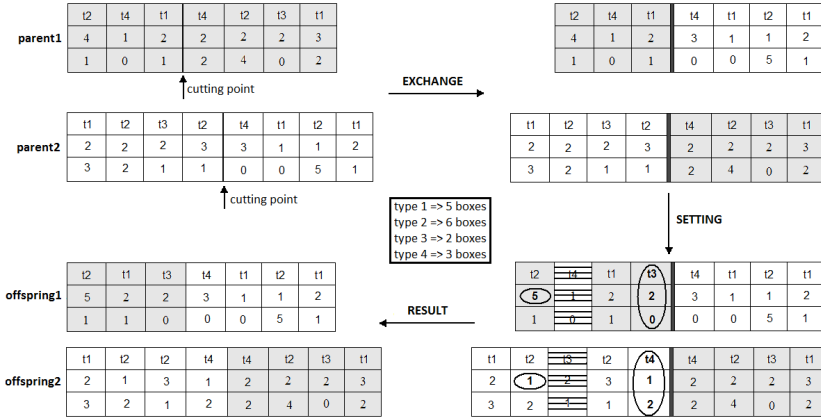 t2 t4 t1 t4 t2 t3 t1
parent1 4 1 2 2 2 2 3
1 0 1 2 4 0 2
cutting point
t2 t4 t1 t4 t1 t2 t1
4 1 2 3 1 1 2
1 0 1 0 0 5 1
EXCHANGE
t1 t2 t3 t2 t4 t1 t2 t1
parent2 2 2 2 3 3 1 1 2
3 2 1 1 0 0 5 1
cutting point
t1 t2 t3 t2 t4 t2 t3 t1
2 2 2 3 2 2 2 3
3 2 1 1 2 4 0 2
type 1 => 5 boxes
type 2 => 6 boxes
type 3 => 2 boxes
type 4 => 3 boxes
SETTING
t2 t1 t3 t4 t1 t2 t1
offspring1 5 2 2 3 1 1 2
1 1 0 0 0 5 1
RESULT
t2 t4 t1 t3 t4 t1 t2 t1
5 1 2 2 3 1 1 2
1 0 1 0 0 0 5 1
t1 t2 t2 t4 t4 t2 t3 t1
offspring2 2 1 3 1 2 2 2 3
3 2 1 2 2 4 0 2
t1 t2 t3 t2 t4 t4 t2 t3 t1
2 1 2 3 1 2 2 2 3
3 2 1 1 2 2 4 0 2